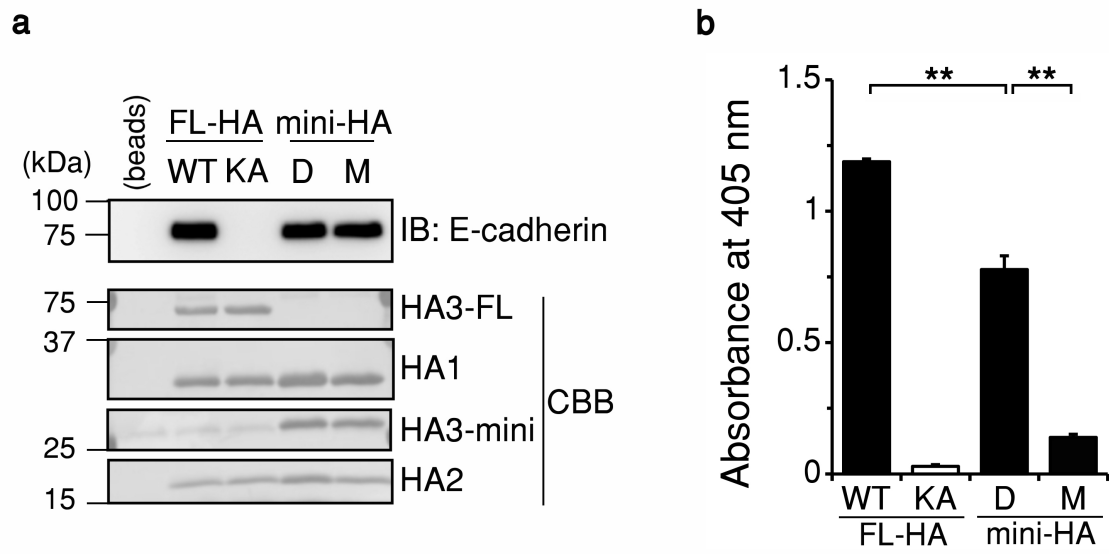 a
(beads)
FL-HA mini-HA
(kDa)
WT KA D M
100
75
IB: E-cadherin
75
HA3-FL
37
HA1
HA3-mini
25
HA2
15
CBB
b
Absorbance at 405 nm
1.5
1
0.5
0
** **
WT KA D M
FL-HA mini-HA